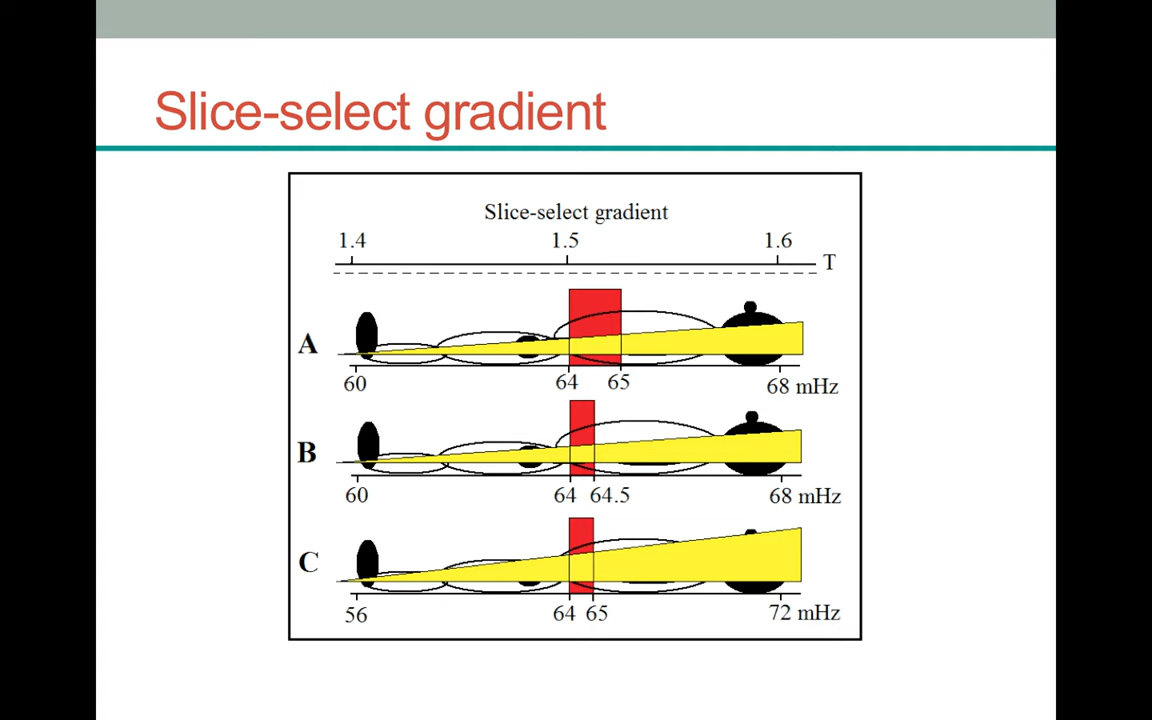 Slice-select gradient
Slice-select gradient
1.4 1.5 1.6
T
A
60 64 65 68 mHz
B
60 64 64.5 68 mHz
C
56 64 65 72 mHz